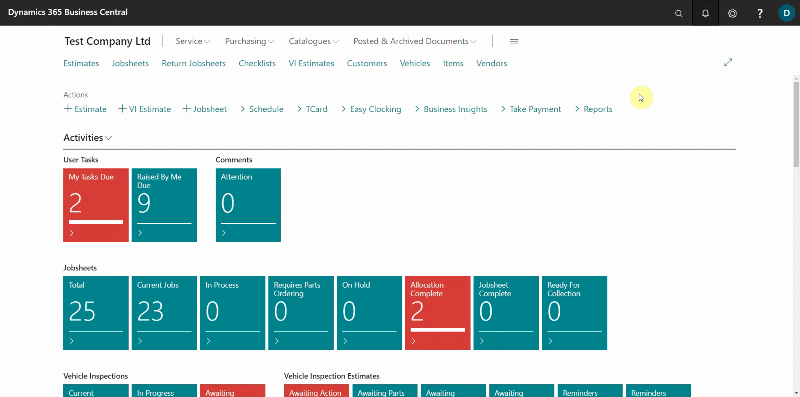 Dynamics 365 Business Central
?
D
Test Company Ltd
Service
Purchasing
Catalogues
Posted & Archived Documents
Estimates
Jobsheets
Return Jobsheets
Checklists
VI Estimates
Customers
Vehicles
Items
Vendors
Actions
+ Estimate
+ VI Estimate
+ Jobsheet
> Schedule
> TCard
> Easy Clocking
> Business Insights
> Take Payment
> Reports
Activities
User Tasks
My Tasks Due
2
Raised By Me
Due
9
Comments
Attention
0
Jobsheets
Total
25
Current Jobs
23
In Process
0
Requires Parts
Ordering
0
On Hold
0
Allocation
Complete
2
Jobsheet
Complete
0
Ready For
Collection
0
Vehicle Inspections
Current
In Progress
Awaiting
Vehicle Inspection Estimates
Awaiting Action
Awaiting Parts
Awaiting
Awaiting
Reminders
Reminders